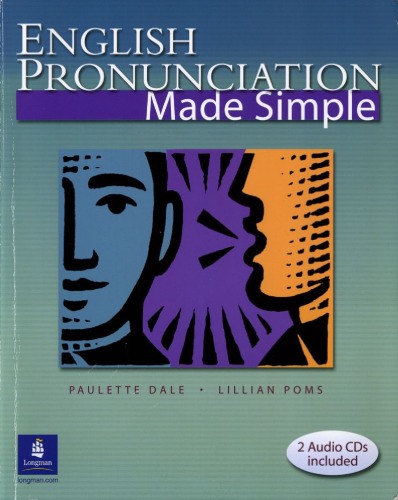 ENGLISH
PRONUNCIATION
Made Simple
PAULETTE DALE • LILLIAN POMS
2 Audio CDs
included
Longman
longman.com